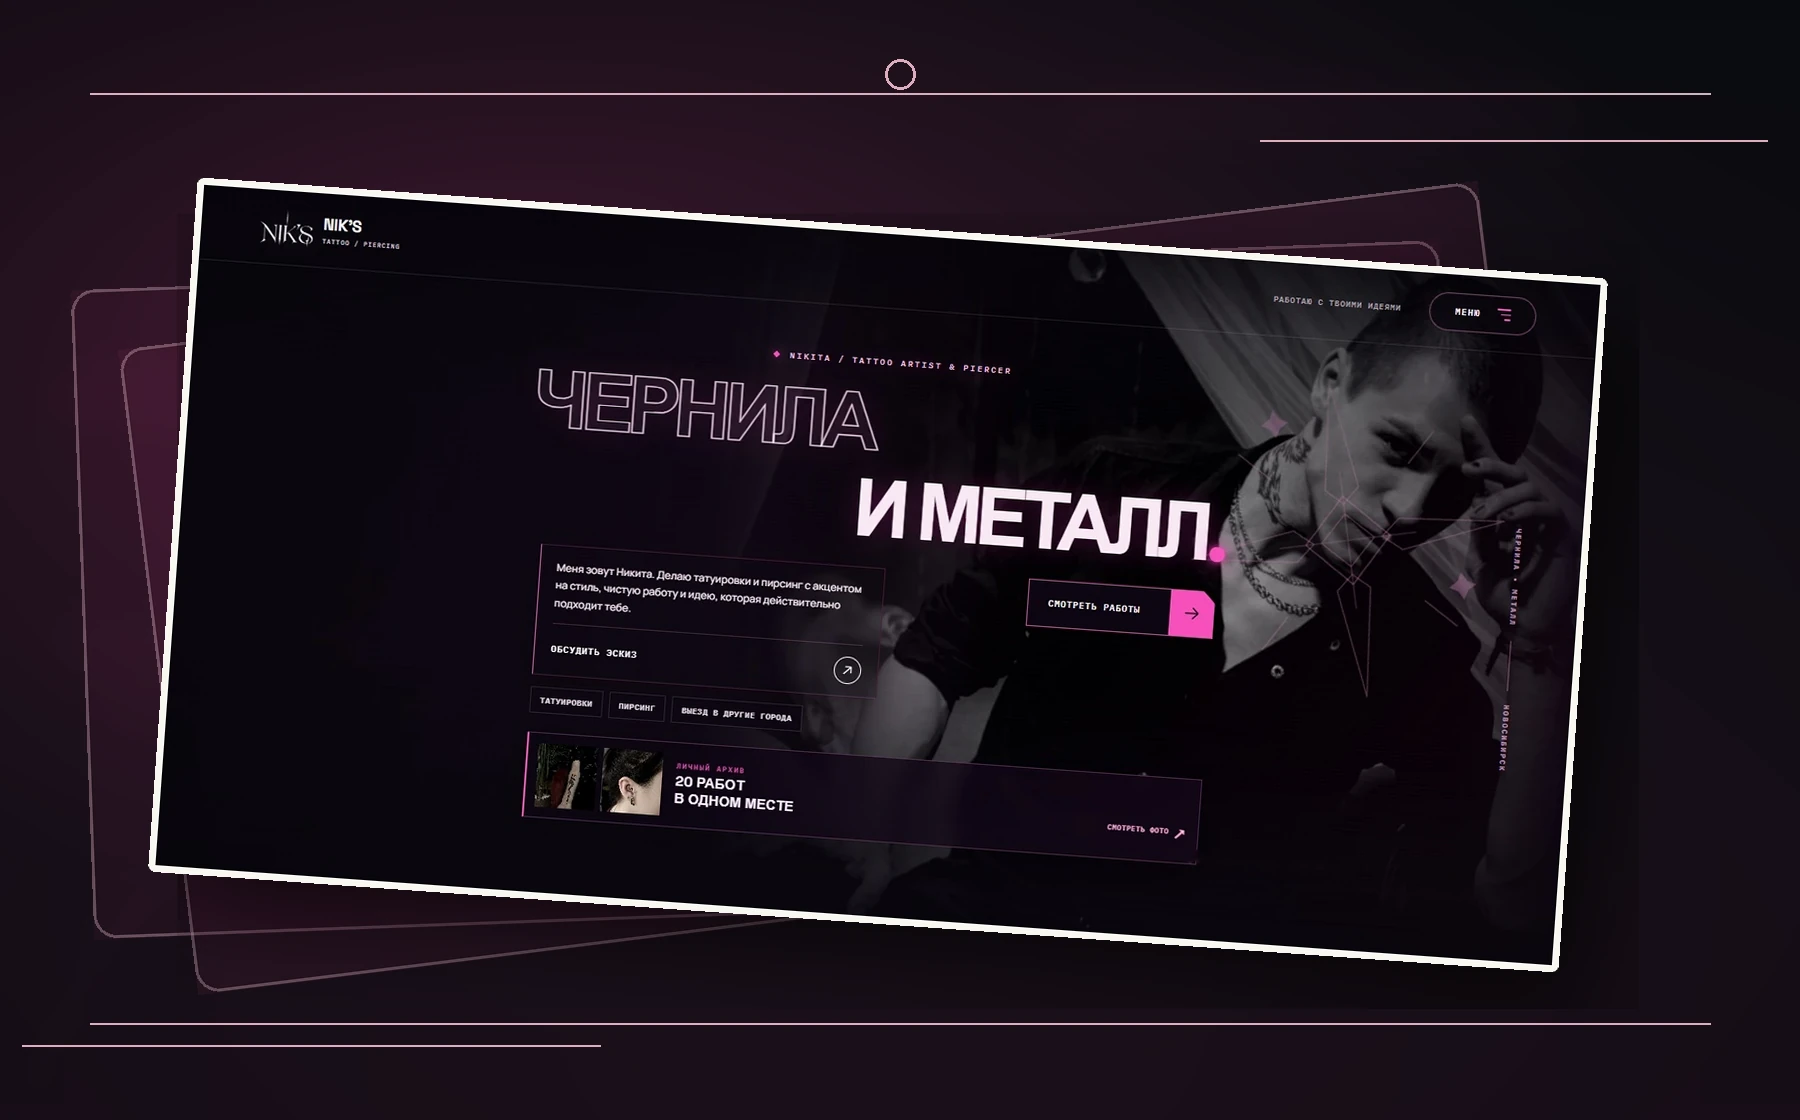 NIK'S
NIK'S
TATTOO / PIERCING
РАБОТАЮ С ТВОИМИ ИДЕЯМИ
МЕНЮ
NIKITA / TATTOO ARTIST & PIERCER
ЧЕРНИЛА
И МЕТАЛЛ.
Меня зовут Никита. Делаю татуировки и пирсинг с акцентом
на стиль, чистую работу и идею, которая действительно
подходит тебе.
ОБСУДИТЬ ЭСКИЗ
СМОТРЕТЬ РАБОТЫ
ТАТУИРОВКИ
ПИРСИНГ
ВЫЕЗД В ДРУГИЕ ГОРОДА
ЛИЧНЫЙ АРХИВ
20 РАБОТ
В ОДНОМ МЕСТЕ
СМОТРЕТЬ ФОТО
ЧЕРНИЛА • МЕТАЛЛ
НОВОСИБИРСК